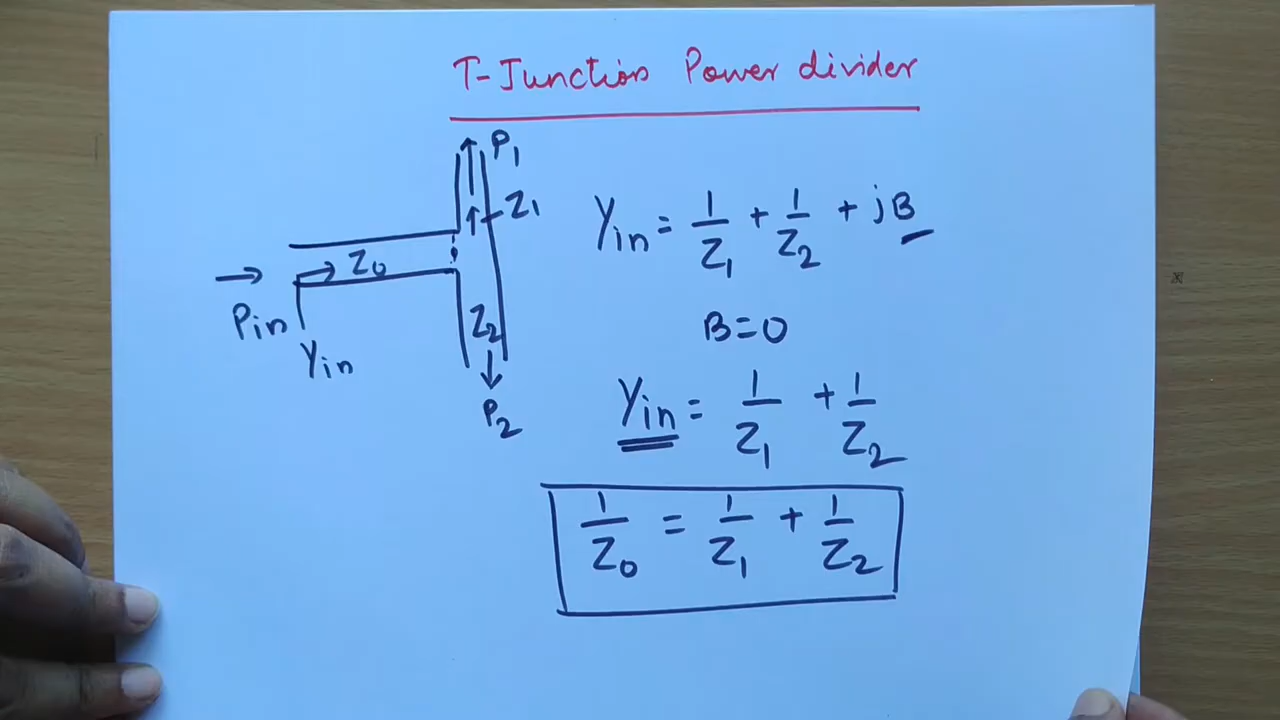 T-Junction Power divider
P1
Z1
Z0
Pin
Yin
Z2
P2
Yin = 1/Z1 + 1/Z2 + jB
B=0
Yin = 1/Z1 + 1/Z2
1/Z0 = 1/Z1 + 1/Z2